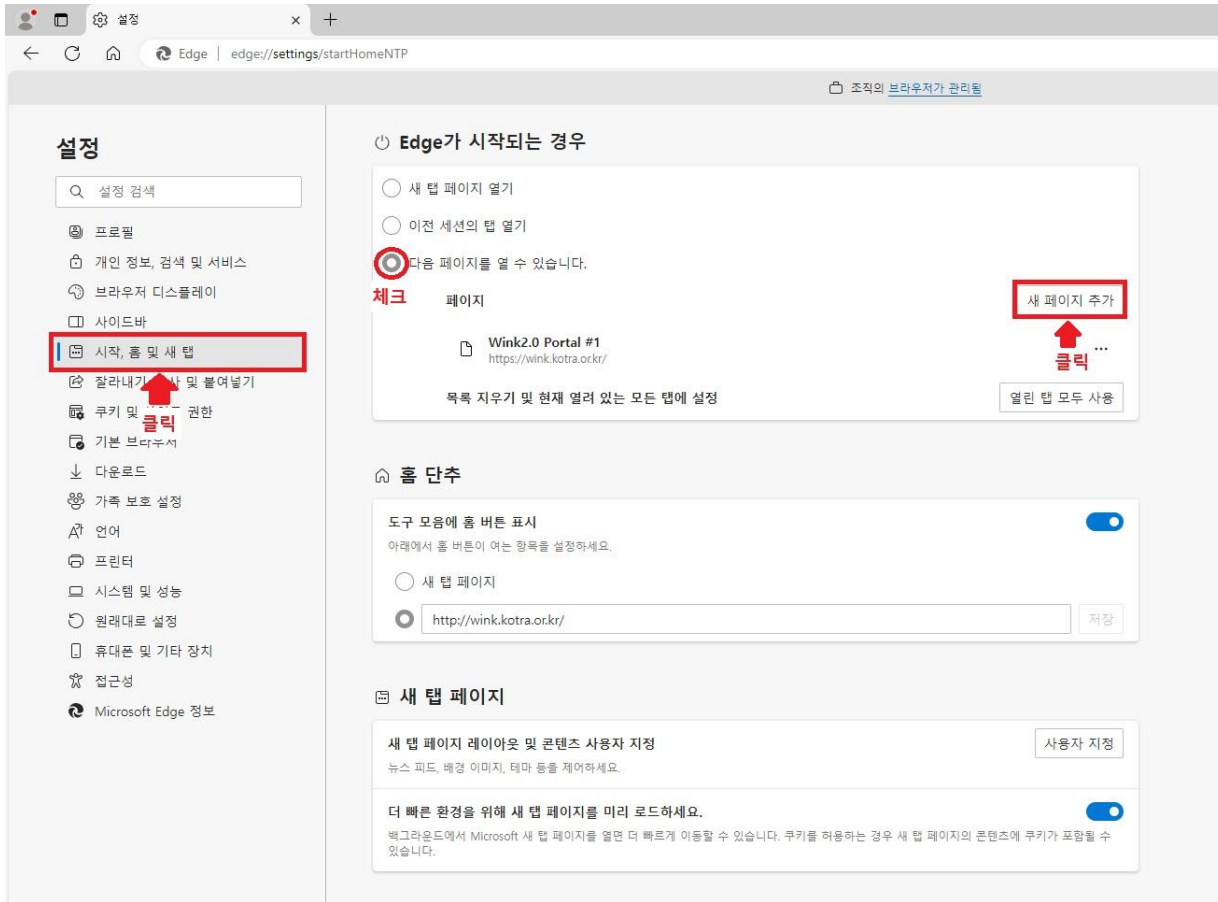 설정
Edge edge://settings/startHomeNTP
조직의 브라우저가 관리됨
설정
설정 검색
프로필
개인 정보, 검색 및 서비스
브라우저 디스플레이
사이드바
시작, 홈 및 새 탭
잘라내기 및 붙여넣기
클릭
쿠키 및 권한
기본 브라우저
다운로드
가족 보호 설정
언어
프린터
시스템 및 성능
원래대로 설정
휴대폰 및 기타 장치
접근성
Microsoft Edge 정보
Edge가 시작되는 경우
새 탭 페이지 열기
이전 세션의 탭 열기
다음 페이지를 열 수 있습니다.
체크
페이지
새 페이지 추가
클릭
Wink2.0 Portal #1
https://wink.kotra.or.kr/
목록 지우기 및 현재 열려 있는 모든 탭에 설정
열린 탭 모두 사용
홈 단추
도구 모음에 홈 버튼 표시
아래에서 홈 버튼이 여는 항목을 설정하세요.
새 탭 페이지
http://wink.kotra.or.kr/
저장
새 탭 페이지
새 탭 페이지 레이아웃 및 콘텐츠 사용자 지정
사용자 지정
뉴스 피드, 배경 이미지, 테마 등을 제어하세요.
더 빠른 환경을 위해 새 탭 페이지를 미리 로드하세요.
백그라운드에서 Microsoft 새 탭 페이지를 열면 더 빠르게 이동할 수 있습니다. 쿠키를 허용하는 경우 새 탭 페이지의 콘텐츠에 쿠키가 포함될 수
있습니다.